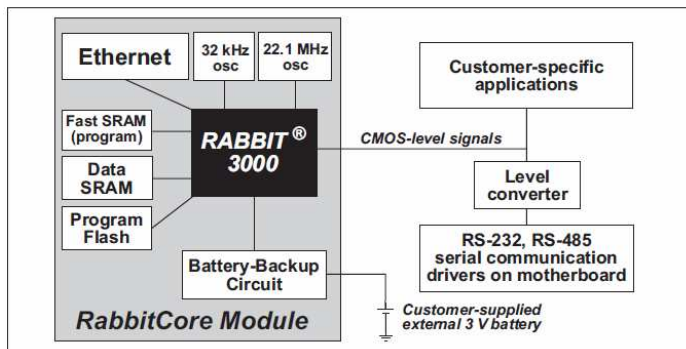 Ethernet
32 kHz
osc
22.1 MHz
osc
Fast SRAM
(program)
Data
SRAM
Program
Flash
RABBIT ®
3000
Battery-Backup
Circuit
RabbitCore Module
CMOS-level signals
Customer-specific
applications
Level
converter
RS-232, RS-485
serial communication
drivers on motherboard
Customer-supplied
external 3 V battery